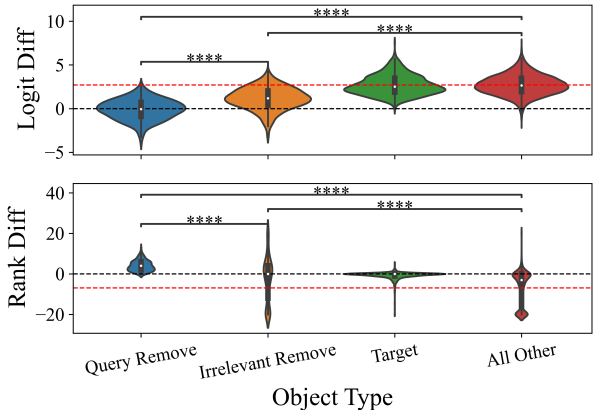 Logit Diff
10
5
0
−5
****
****
****
Rank Diff
40
20
0
−20
****
****
****
Query Remove
Irrelevant Remove
Target
All Other
Object Type